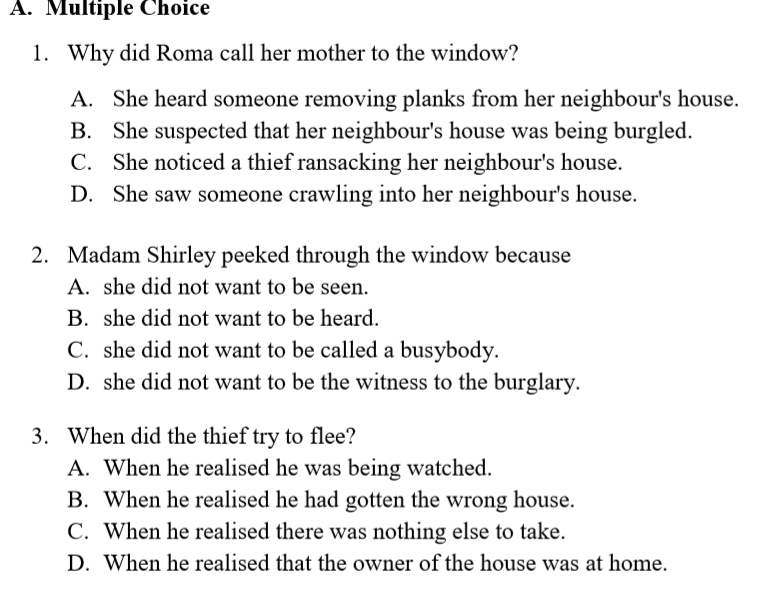 A. Multiple Choice
1. Why did Roma call her mother to the window?
A. She heard someone removing planks from her neighbour's house.
B. She suspected that her neighbour's house was being burgled.
C. She noticed a thief ransacking her neighbour's house.
D. She saw someone crawling into her neighbour's house.
2. Madam Shirley peeked through the window because
A. she did not want to be seen.
B. she did not want to be heard.
C. she did not want to be called a busybody.
D. she did not want to be the witness to the burglary.
3. When did the thief try to flee?
A. When he realised he was being watched.
B. When he realised he had gotten the wrong house.
C. When he realised there was nothing else to take.
D. When he realised that the owner of the house was at home.